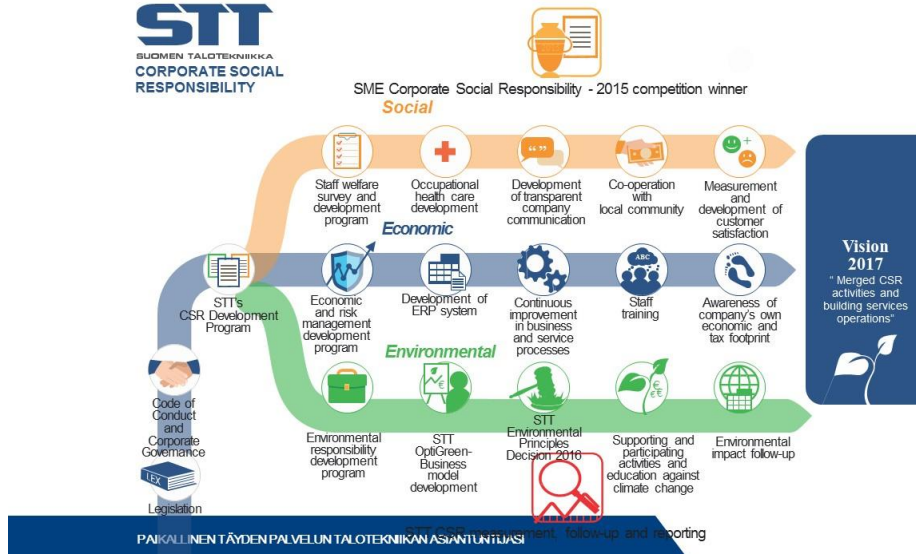 STT
SUOMEN TALOTEKNIIKKA
CORPORATE SOCIAL
RESPONSIBILITY
SME Corporate Social Responsibility - 2015 competition winner
Social
Staff welfare
survey and
development
program
Occupational
health care
development
Development
of transparent
company
communication
Co-operation
with
local community
Measurement
and
development of
customer
satisfaction
Economic
STT's
CSR Development
Program
Economic
and risk
management
development
program
Development of
ERP system
Continuous
improvement
in business
and service
processes
ABC
Staff
training
Awareness of
company's own
economic and
tax footprint
Vision
2017
" Merged CSR
activities and
building services
operations"
Environmental
Code of
Conduct
and
Corporate
Governance
Environmental
responsibility
development
program
€
STT
OptiGreen-
Business
model
development
STT
Environmental
Principles
Decision 2016
€
€€
Supporting and
participating
activities and
education against
climate change
Environmental
impact follow-up
LEX
Legislation
STT CSR measurement, follow-up and reporting
PAIKALLINEN TÄYDEN PALVELUN TALOTEKNIIKAN ASIANTUNTIJASI